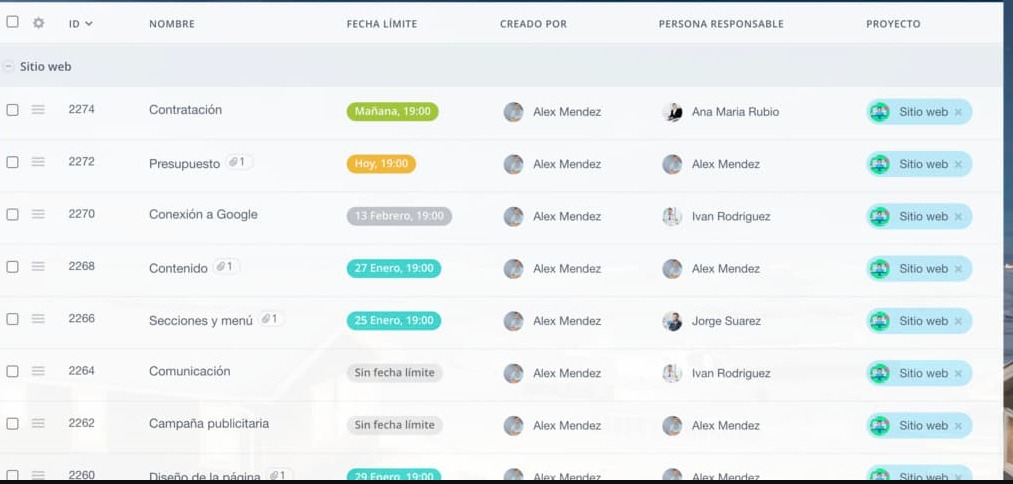 ID NOMBRE FECHA LÍMITE CREADO POR PERSONA RESPONSABLE PROYECTO
Sitio web
2274 Contratación Mañana, 19:00 Alex Mendez Ana Maria Rubio Sitio web ×
2272 Presupuesto 1 Hoy, 19:00 Alex Mendez Alex Mendez Sitio web ×
2270 Conexión a Google 13 Febrero, 19:00 Alex Mendez Ivan Rodriguez Sitio web ×
2268 Contenido 1 27 Enero, 19:00 Alex Mendez Alex Mendez Sitio web ×
2266 Secciones y menú 1 25 Enero, 19:00 Alex Mendez Jorge Suarez Sitio web ×
2264 Comunicación Sin fecha límite Alex Mendez Ivan Rodriguez Sitio web ×
2262 Campaña publicitaria Sin fecha límite Alex Mendez Alex Mendez Sitio web ×
2260 Diseño de la página 1 29 Enero, 19:00 Alex Mendez Alex Mendez Sitio web ×